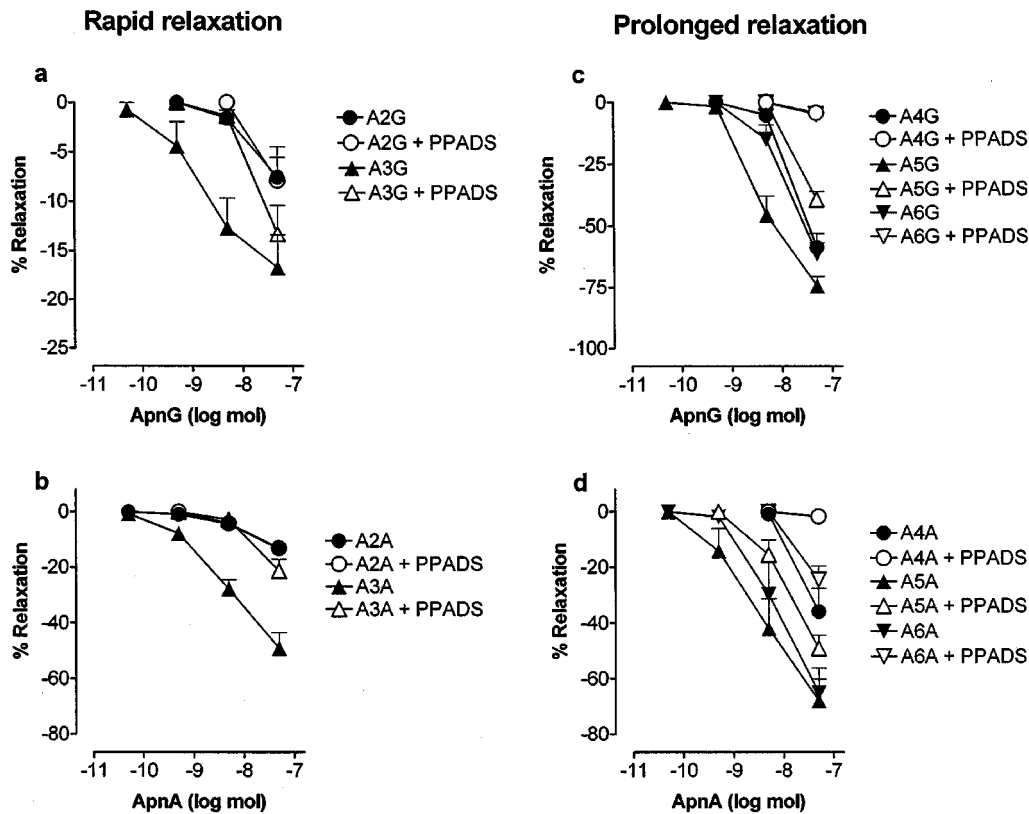 Rapid relaxation
Prolonged relaxation
a
0
-5
-10
-15
-20
-25
% Relaxation
-11 -10 -9 -8 -7
ApnG (log mol)
A2G
A2G + PPADS
A3G
A3G + PPADS
c
0
-25
-50
-75
-100
% Relaxation
-11 -10 -9 -8 -7
ApnG (log mol)
A4G
A4G + PPADS
A5G
A5G + PPADS
A6G
A6G + PPADS
b
0
-20
-40
-60
-80
% Relaxation
-11 -10 -9 -8 -7
ApnA (log mol)
A2A
A2A + PPADS
A3A
A3A + PPADS
d
0
-20
-40
-60
-80
% Relaxation
-11 -10 -9 -8 -7
ApnA (log mol)
A4A
A4A + PPADS
A5A
A5A + PPADS
A6A
A6A + PPADS